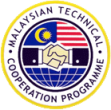 MALAYSIAN TECHNICAL
COOPERATION PROGRAMME